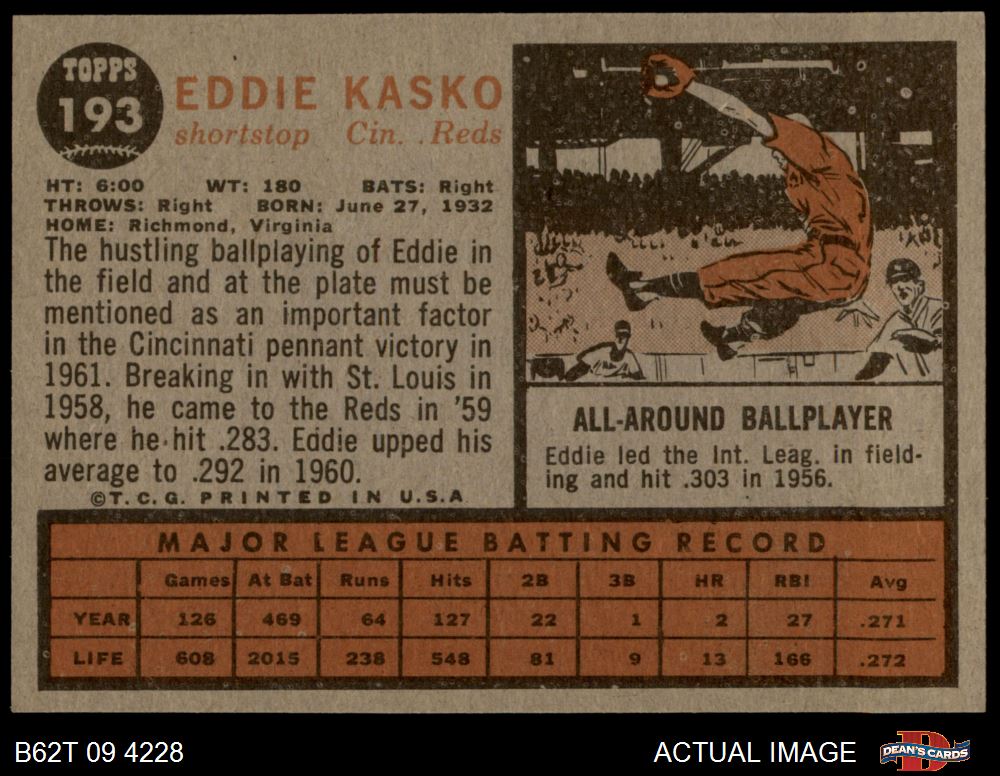 TOPPS
193
EDDIE KASKO
shortstop Cin. . Reds
HT: 6:00 WT: 180 BATS: Right
THROWS: Right BORN: June 27, 1932
HOME: Richmond, Virginia
The hustling ballplaying of Eddie in
the field and at the plate must be
mentioned as an important factor
in the Cincinnati pennant victory in
1961. Breaking in with St. Louis in
1958, he came to the Reds in '59
where he hit .283. Eddie upped his
average to .292 in 1960.
©T.C.G. PRINTED IN U.S.A
ALL-AROUND BALLPLAYER
Eddie led the Int. Leag. in field-
ing and hit .303 in 1956.
MAJOR LEAGUE BATTING RECORD
Games At Bat Runs Hits 2B 3B HR RBI Avg
YEAR 126 469 64 127 22 1 2 27 .271
LIFE 608 2015 238 548 81 9 13 166 .272
B62T 09 4228 ACTUAL IMAGE DEAN'S CARDS